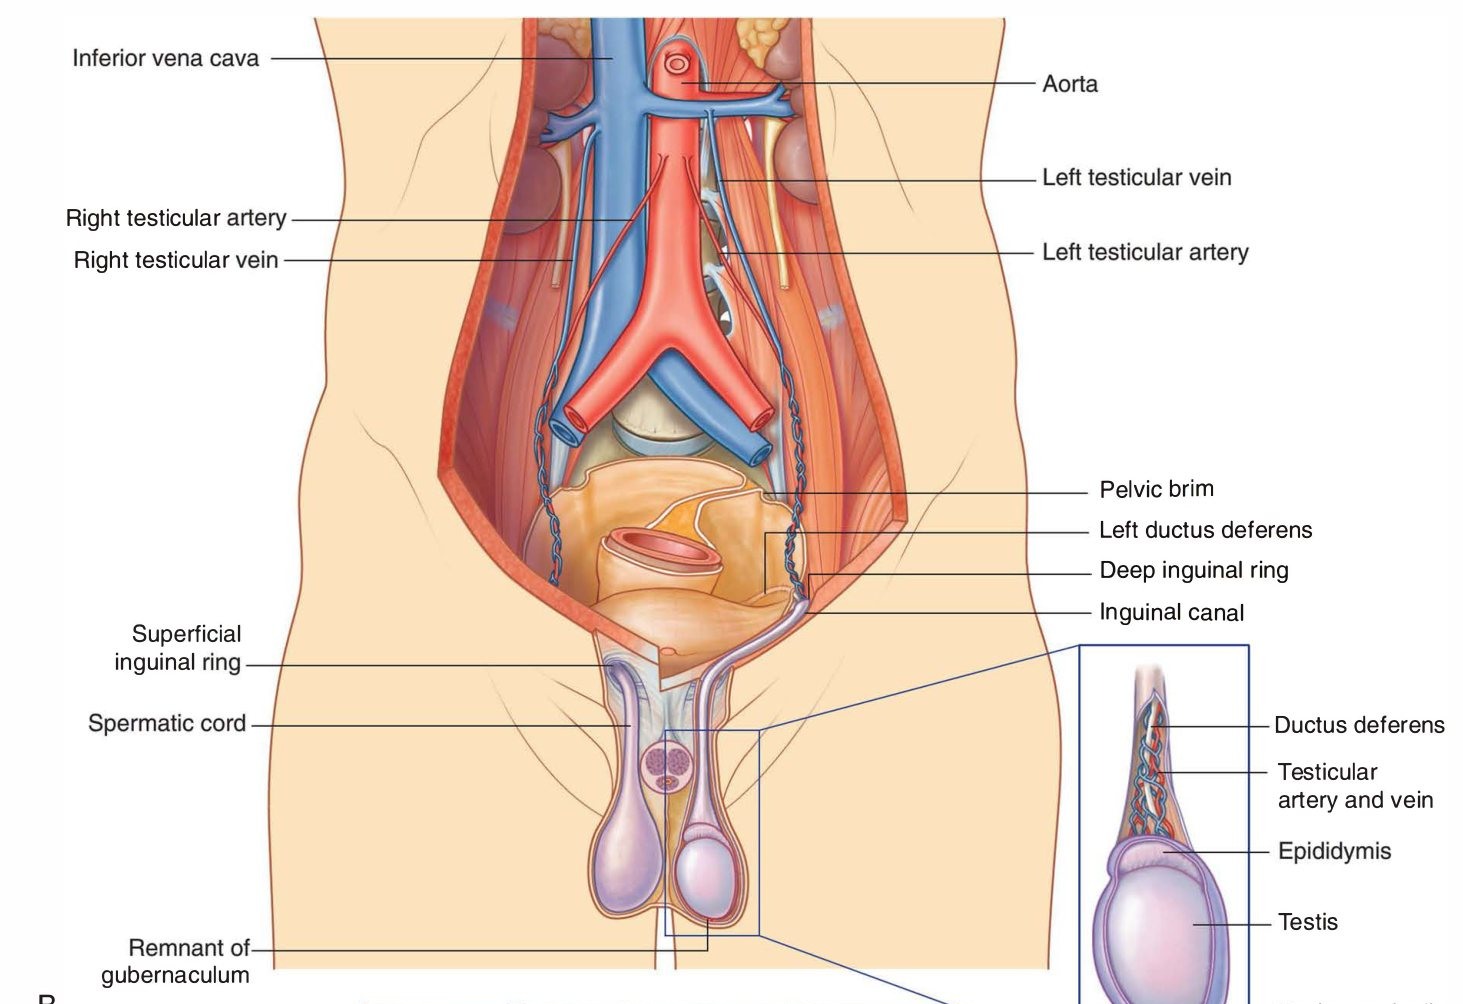 Inferior vena cava
Aorta
Left testicular vein
Right testicular artery
Left testicular artery
Right testicular vein
Pelvic brim
Left ductus deferens
Deep inguinal ring
Inguinal canal
Superficial
inguinal ring
Spermatic cord
Ductus deferens
Testicular
artery and vein
Epididymis
Testis
Remnant of
gubernaculum